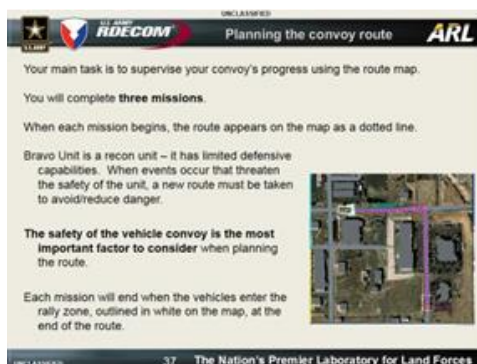 UNCLASSIFIED
U.S. ARMY
RDECOM
Planning the convoy route
ARL
U.S. ARMY
Your main task is to supervise your convoy's progress using the route map.
You will complete three missions.
When each mission begins, the route appears on the map as a dotted line.
Bravo Unit is a recon unit – it has limited defensive
capabilities. When events occur that threaten
the safety of the unit, a new route must be taken
to avoid/reduce danger.
The safety of the vehicle convoy is the most
important factor to consider when planning
the route.
Each mission will end when the vehicles enter the
rally zone, outlined in white on the map, at the
end of the route.
UNCLASSIFIED
37
The Nation's Premier Laboratory for Land Forces